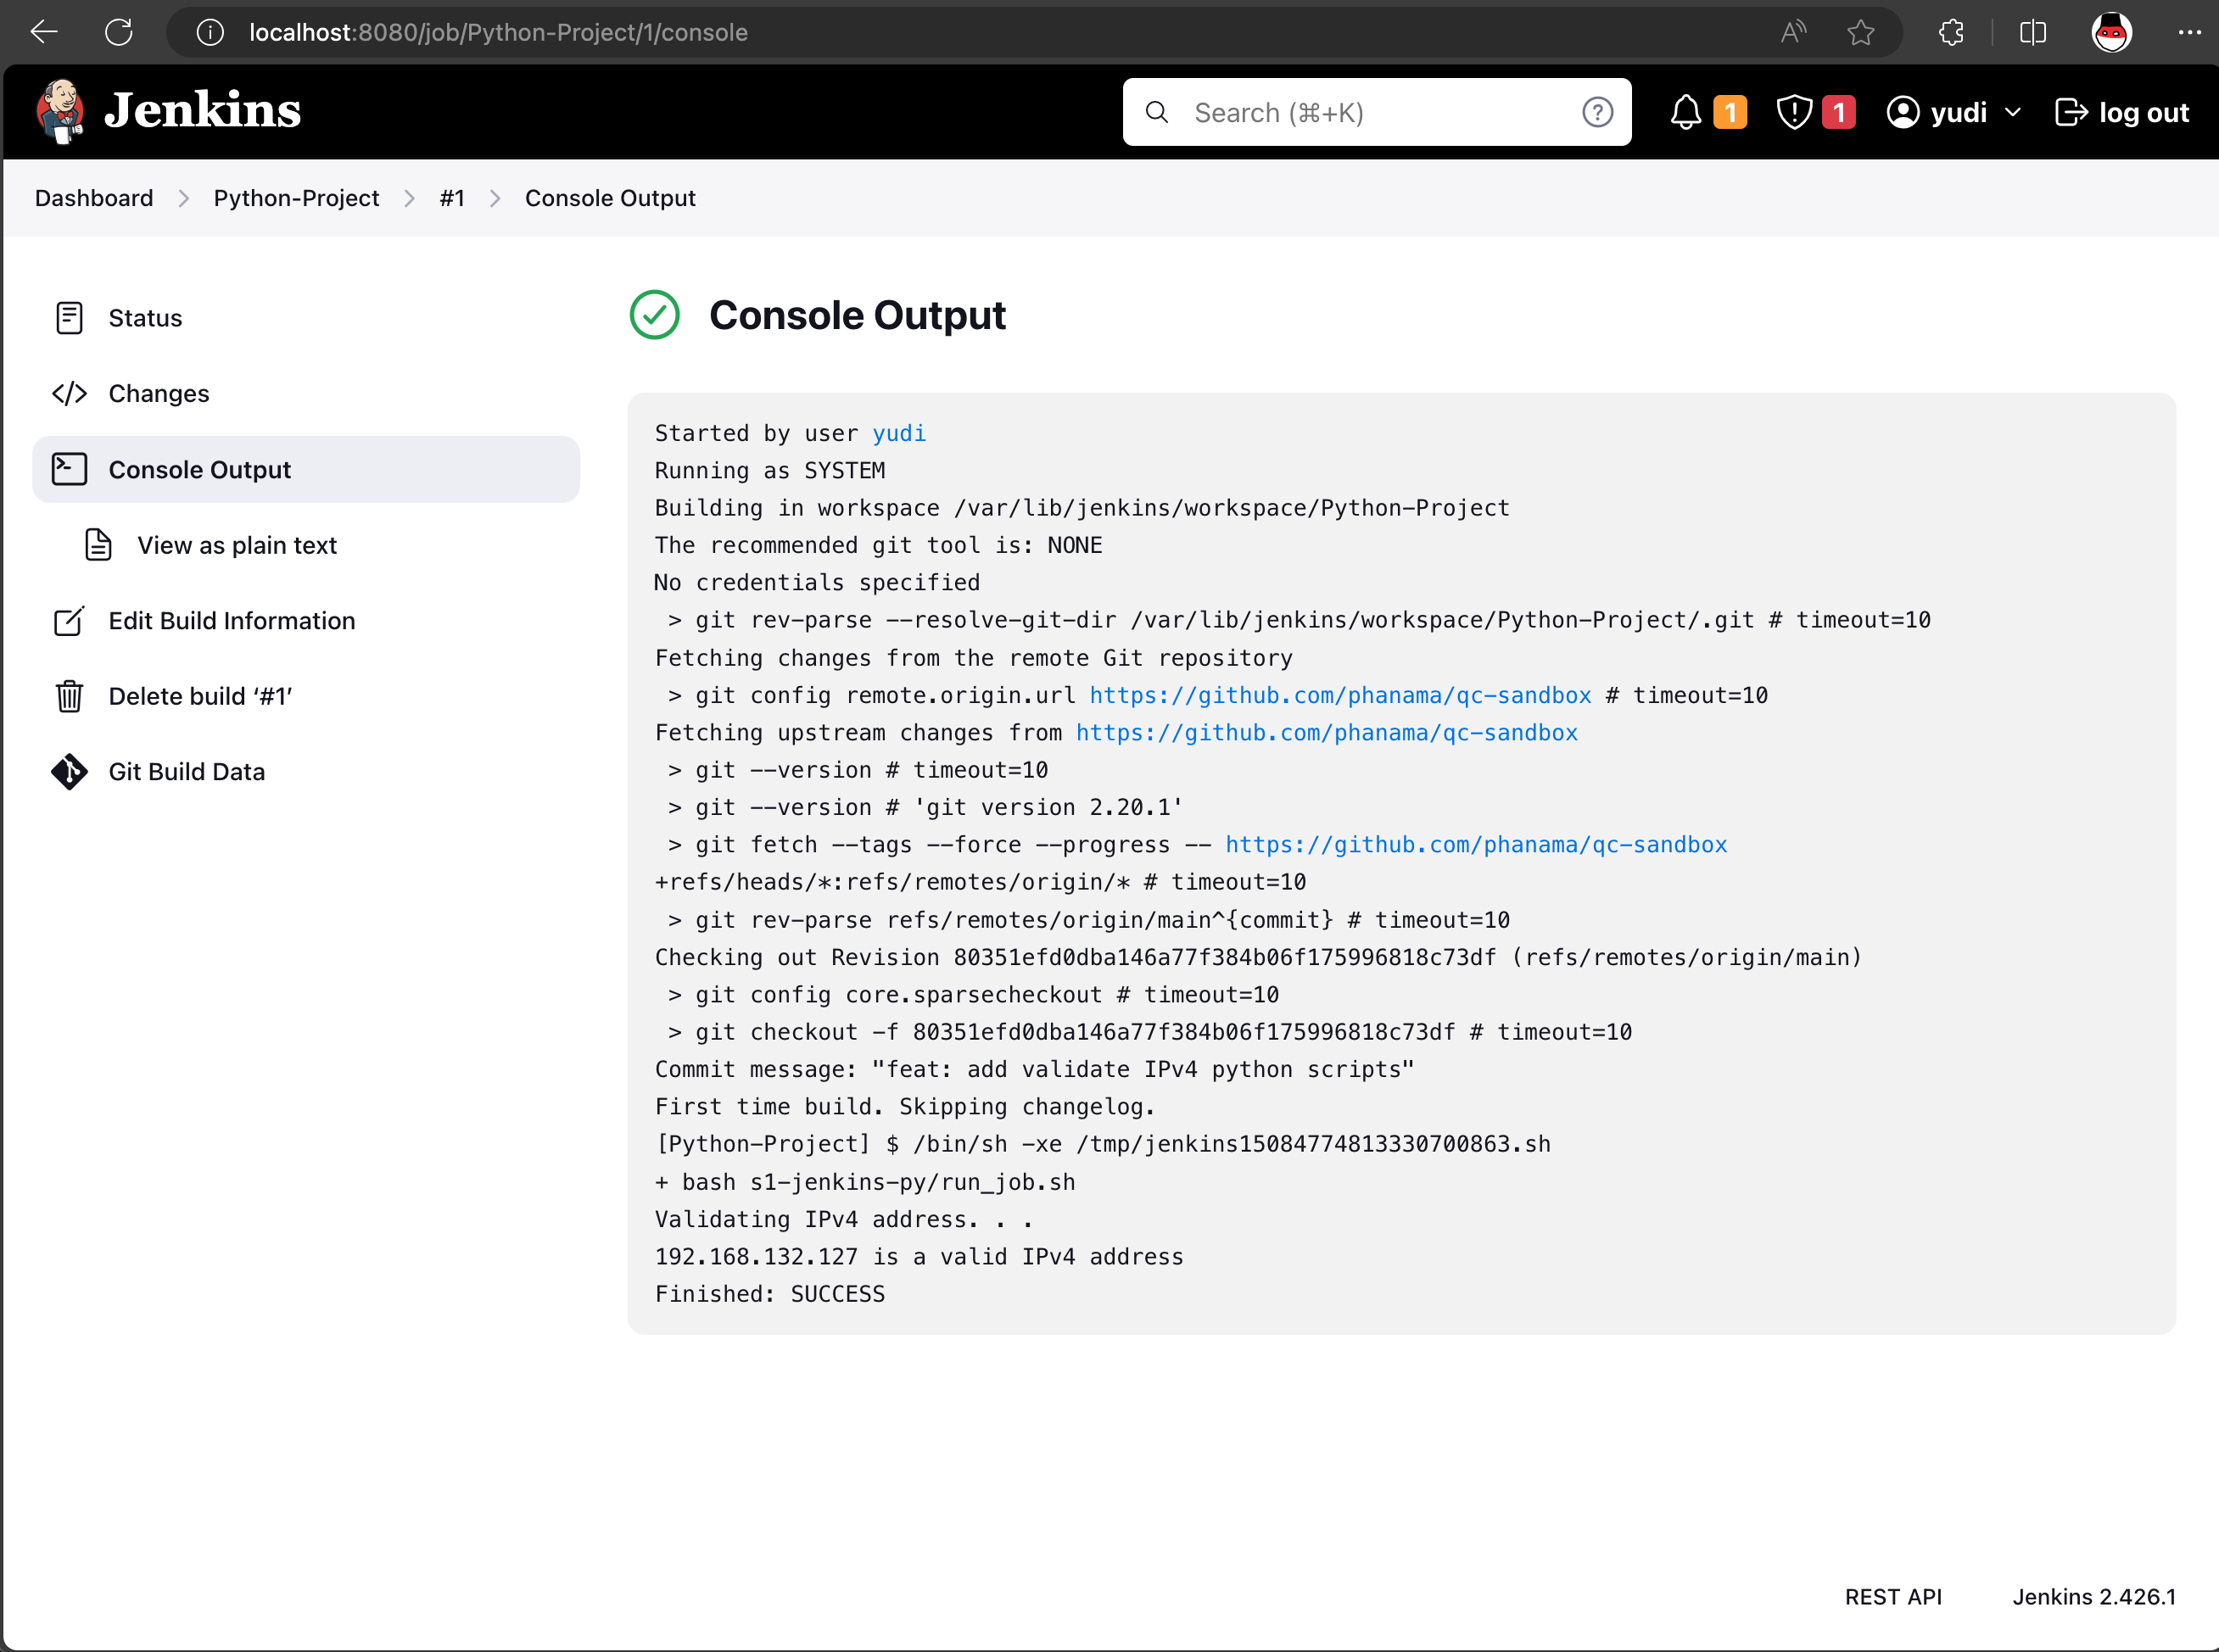 localhost:8080/job/Python-Project/1/console
Jenkins
Search (⌘+K)
1
1
yudi
log out
Dashboard > Python-Project > #1 > Console Output
Status
Changes
Console Output
View as plain text
Edit Build Information
Delete build ‘#1’
Git Build Data
Console Output
Started by user yudi
Running as SYSTEM
Building in workspace /var/lib/jenkins/workspace/Python-Project
The recommended git tool is: NONE
No credentials specified
 > git rev-parse --resolve-git-dir /var/lib/jenkins/workspace/Python-Project/.git # timeout=10
Fetching changes from the remote Git repository
 > git config remote.origin.url https://github.com/phanama/qc-sandbox # timeout=10
Fetching upstream changes from https://github.com/phanama/qc-sandbox
 > git --version # timeout=10
 > git --version # 'git version 2.20.1'
 > git fetch --tags --force --progress -- https://github.com/phanama/qc-sandbox
+refs/heads/*:refs/remotes/origin/* # timeout=10
 > git rev-parse refs/remotes/origin/main^{commit} # timeout=10
Checking out Revision 80351efd0dba146a77f384b06f175996818c73df (refs/remotes/origin/main)
 > git config core.sparsecheckout # timeout=10
 > git checkout -f 80351efd0dba146a77f384b06f175996818c73df # timeout=10
Commit message: "feat: add validate IPv4 python scripts"
First time build. Skipping changelog.
[Python-Project] $ /bin/sh -xe /tmp/jenkins15084774813330700863.sh
+ bash s1-jenkins-py/run_job.sh
Validating IPv4 address. . .
192.168.132.127 is a valid IPv4 address
Finished: SUCCESS
REST API
Jenkins 2.426.1